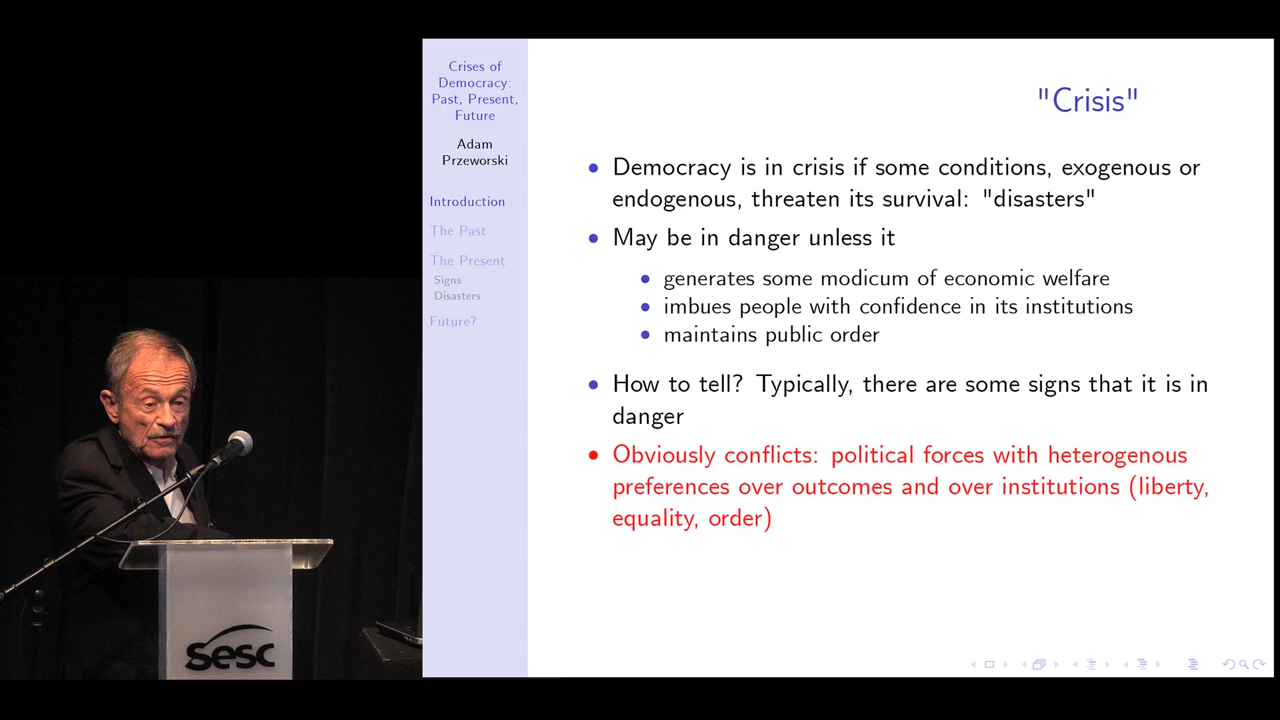 Crises of
Democracy:
Past, Present,
Future
Adam
Przeworski
Introduction
The Past
The Present
Signs
Disasters
Future?
"Crisis"
Democracy is in crisis if some conditions, exogenous or
endogenous, threaten its survival: "disasters"
May be in danger unless it
generates some modicum of economic welfare
imbues people with confidence in its institutions
maintains public order
How to tell? Typically, there are some signs that it is in
danger
Obviously conflicts: political forces with heterogenous
preferences over outcomes and over institutions (liberty,
equality, order)
sesc